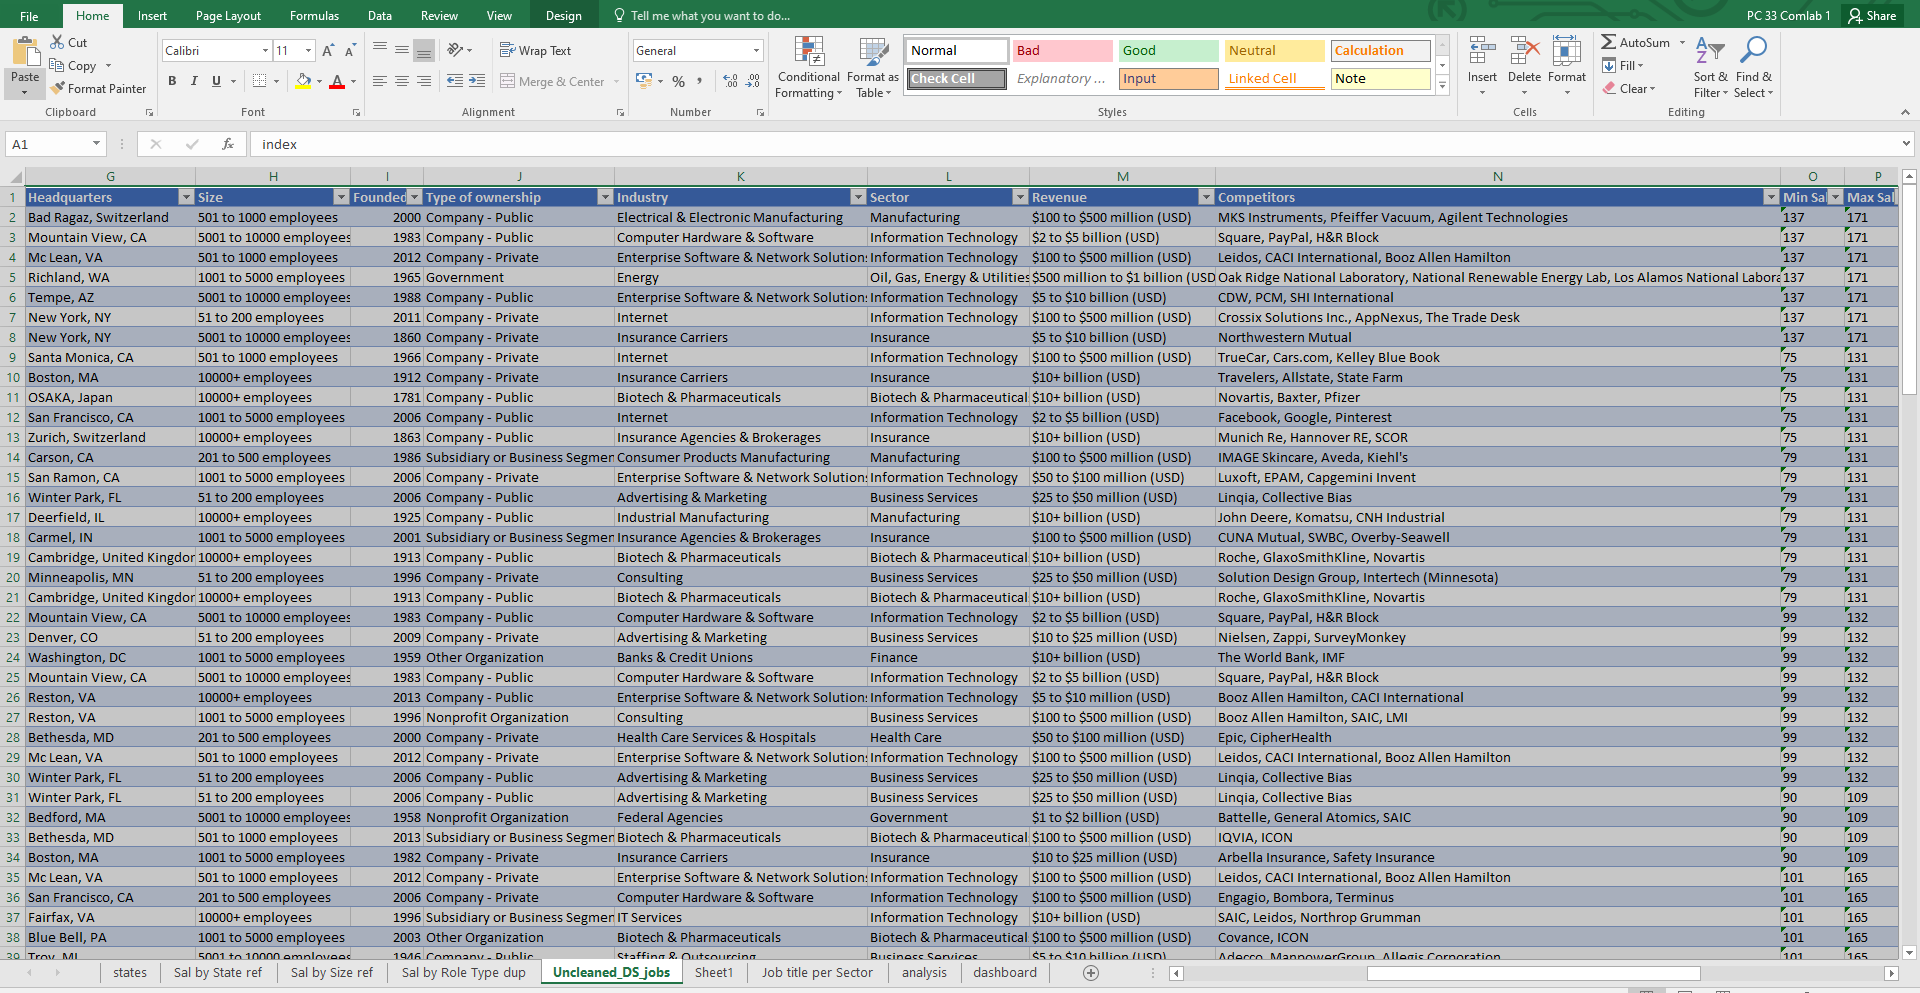 File Home Insert Page Layout Formulas Data Review View Design Tell me what you want to do... PC 33 Comlab 1 Share
Cut
Copy
Format Painter
Paste
Calibri 11
Wrap Text
Merge & Center
General
Conditional Formatting
Format as Table
Normal Bad Good Neutral Calculation
Check Cell Explanatory ... Input Linked Cell Note
Insert Delete Format
AutoSum
Fill
Clear
Sort & Filter
Find & Select
Clipboard Font Alignment Number Styles Cells Editing
A1 fx index
G H I J K L M N O P
1 Headquarters Size Founded Type of ownership Industry Sector Revenue Competitors Min Sa Max Sal
2 Bad Ragaz, Switzerland 501 to 1000 employees 2000 Company - Public Electrical & Electronic Manufacturing Manufacturing $100 to $500 million (USD) MKS Instruments, Pfeiffer Vacuum, Agilent Technologies 137 171
3 Mountain View, CA 5001 to 10000 employees 1983 Company - Public Computer Hardware & Software Information Technology $2 to $5 billion (USD) Square, PayPal, H&R Block 137 171
4 Mc Lean, VA 501 to 1000 employees 2012 Company - Public Enterprise Software & Network Solution Information Technology $100 to $500 million (USD) Leidos, CACI International, Booz Allen Hamilton 137 171
5 Richland, WA 1001 to 5000 employees 1965 Government Energy Oil, Gas, Energy & Utilities $500 million to $1 billion (USD Oak Ridge National Laboratory, National Renewable Energy Lab, Los Alamos National Labora 137 171
6 Tempe, AZ 5001 to 10000 employees 1988 Company - Public Enterprise Software & Network Solution Information Technology $5 to $10 billion (USD) CDW, PCM, SHI International 137 171
7 New York, NY 51 to 200 employees 2011 Company - Public Internet Information Technology $100 to $500 million (USD) Crossix Solutions Inc., AppNexus, The Trade Desk 137 171
8 New York, NY 5001 to 10000 employees 1860 Company - Private Insurance Carriers Insurance $5 to $10 billion (USD) Northwestern Mutual 137 171
9 Santa Monica, CA 501 to 1000 employees 1966 Company - Private Internet Information Technology $100 to $500 million (USD) TrueCar, Cars.com, Kelley Blue Book 75 131
10 Boston, MA 10000+ employees 1912 Company - Private Insurance Carriers Insurance $10+ billion (USD) Travelers, Allstate, State Farm 75 131
11 OSAKA, Japan 10000+ employees 1781 Company - Public Biotech & Pharmaceuticals Biotech & Pharmaceutical $10+ billion (USD) Novartis, Baxter, Pfizer 75 131
12 San Francisco, CA 1001 to 5000 employees 2006 Company - Public Internet Information Technology $2 to $5 billion (USD) Facebook, Google, Pinterest 75 131
13 Zurich, Switzerland 10000+ employees 1863 Company - Public Insurance Agencies & Brokerages Insurance $10+ billion (USD) Munich Re, Hannover RE, SCOR 75 131
14 Carson, CA 201 to 500 employees 1986 Subsidiary or Business Segmen Consumer Products Manufacturing Manufacturing $100 to $500 million (USD) IMAGE Skincare, Aveda, Kiehl's 79 131
15 San Ramon, CA 1001 to 5000 employees 2006 Company - Private Enterprise Software & Network Solution Information Technology $50 to $100 million (USD) Luxoft, EPAM, Capgemini Invent 79 131
16 Winter Park, FL 51 to 200 employees 2006 Company - Public Advertising & Marketing Business Services $25 to $50 million (USD) Linqia, Collective Bias 79 131
17 Deerfield, IL 10000+ employees 1925 Company - Public Industrial Manufacturing Manufacturing $10+ billion (USD) John Deere, Komatsu, CNH Industrial 79 131
18 Carmel, IN 1001 to 5000 employees 2001 Subsidiary or Business Segmen Insurance Agencies & Brokerages Insurance $100 to $500 million (USD) CUNA Mutual, SWBC, Overby-Seawell 79 131
19 Cambridge, United Kingdor 10000+ employees 1913 Company - Public Biotech & Pharmaceuticals Biotech & Pharmaceutical $10+ billion (USD) Roche, GlaxoSmithKline, Novartis 79 131
20 Minneapolis, MN 51 to 200 employees 1996 Company - Private Consulting Business Services $25 to $50 million (USD) Solution Design Group, Intertech (Minnesota) 79 131
21 Cambridge, United Kingdor 10000+ employees 1913 Company - Public Biotech & Pharmaceuticals Biotech & Pharmaceutical $10+ billion (USD) Roche, GlaxoSmithKline, Novartis 79 131
22 Mountain View, CA 5001 to 10000 employees 1983 Company - Public Computer Hardware & Software Information Technology $2 to $5 billion (USD) Square, PayPal, H&R Block 99 132
23 Denver, CO 51 to 200 employees 2009 Company - Private Advertising & Marketing Business Services $10 to $25 million (USD) Nielsen, Zappi, SurveyMonkey 99 132
24 Washington, DC 1001 to 5000 employees 1959 Other Organization Banks & Credit Unions Finance $10+ billion (USD) The World Bank, IMF 99 132
25 Mountain View, CA 5001 to 10000 employees 1983 Company - Public Computer Hardware & Software Information Technology $2 to $5 billion (USD) Square, PayPal, H&R Block 99 132
26 Reston, VA 10000+ employees 2013 Company - Public Enterprise Software & Network Solution Information Technology $5 to $10 million (USD) Booz Allen Hamilton, CACI International 99 132
27 Reston, VA 1001 to 5000 employees 1996 Nonprofit Organization Consulting Business Services $100 to $500 million (USD) Booz Allen Hamilton, SAIC, LMI 99 132
28 Bethesda, MD 201 to 500 employees 2000 Company - Private Health Care Services & Hospitals Health Care $50 to $100 million (USD) Epic, CipherHealth 99 132
29 Mc Lean, VA 501 to 1000 employees 2012 Company - Public Enterprise Software & Network Solution Information Technology $100 to $500 million (USD) Leidos, CACI International, Booz Allen Hamilton 99 132
30 Winter Park, FL 51 to 200 employees 2006 Company - Public Advertising & Marketing Business Services $25 to $50 million (USD) Linqia, Collective Bias 99 132
31 Winter Park, FL 51 to 200 employees 2006 Company - Public Advertising & Marketing Business Services $25 to $50 million (USD) Linqia, Collective Bias 90 109
32 Bedford, MA 5001 to 10000 employees 1958 Nonprofit Organization Federal Agencies Government $1 to $2 billion (USD) Battelle, General Atomics, SAIC 90 109
33 Bethesda, MD 501 to 1000 employees 2013 Subsidiary or Business Segmen Biotech & Pharmaceuticals Biotech & Pharmaceutical $100 to $500 million (USD) IQVIA, ICON 90 109
34 Boston, MA 1001 to 5000 employees 1982 Company - Private Insurance Carriers Insurance $10 to $25 million (USD) Arbella Insurance, Safety Insurance 90 109
35 Mc Lean, VA 501 to 1000 employees 2012 Company - Private Enterprise Software & Network Solution Information Technology $100 to $500 million (USD) Leidos, CACI International, Booz Allen Hamilton 101 165
36 San Francisco, CA 201 to 500 employees 2006 Company - Private Computer Hardware & Software Information Technology $100 to $500 million (USD) Engagio, Bombora, Terminus 101 165
37 Fairfax, VA 10000+ employees 1996 Subsidiary or Business Segmen IT Services Information Technology $10+ billion (USD) SAIC, Leidos, Northrop Grumman 101 165
38 Blue Bell, PA 1001 to 5000 employees 2003 Other Organization Biotech & Pharmaceuticals Biotech & Pharmaceutical $100 to $500 million (USD) Covance, ICON 101 165
39 Troy, MI 5001 to 10000 employees 1946 Company - Public Staffing & Outsourcing Business Services $5 to $10 billion (USD) Adecco, ManpowerGroup, Allegis Corporation 101 165
states Sal by State ref Sal by Size ref Sal by Role Type dup Uncleaned_DS_jobs Sheet1 Job title per Sector analysis dashboard